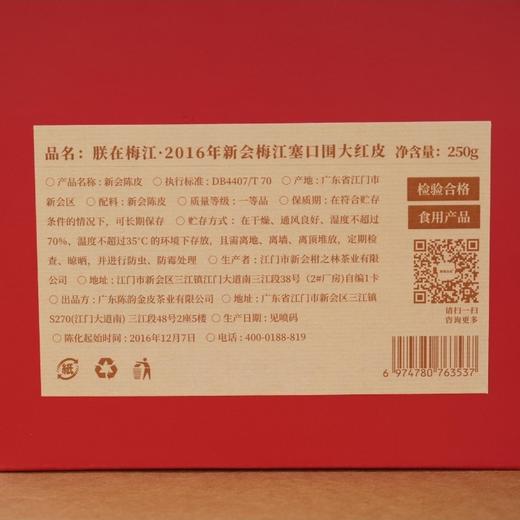 品名：朕在梅江·2016年新会梅江塞口围大红皮 净含量：250g
○产品名称：新会陈皮 ○执行标准：DB4407/T 70 ○产地：广东省江门市
新会区 ○配料：新会陈皮 ○质量等级：一等品 ○保质期：在符合贮存
条件的情况下，可长期保存 ○贮存方式：在干燥、通风良好、湿度不超过
70%、温度不超过35℃的环境下存放，且需离地、离墙、离顶堆放，定期检
查、晾晒，并进行防虫、防霉处理 ○生产者：江门市新会柑之林茶业有限
公司 ○地址：江门市新会区三江镇江门大道南三江段38号（2#厂房）自编1卡
○出品方：广东陈韵金皮茶业有限公司 ○地址：广东省江门市新会区三江镇
S270(江门大道南) 三江段48号2座5楼 ○生产日期：见喷码
○陈化起始时间：2016年12月7日 ○电话：400-0188-819
检验合格
食用产品
请扫一扫
咨询更多
纸
6 974780 763537